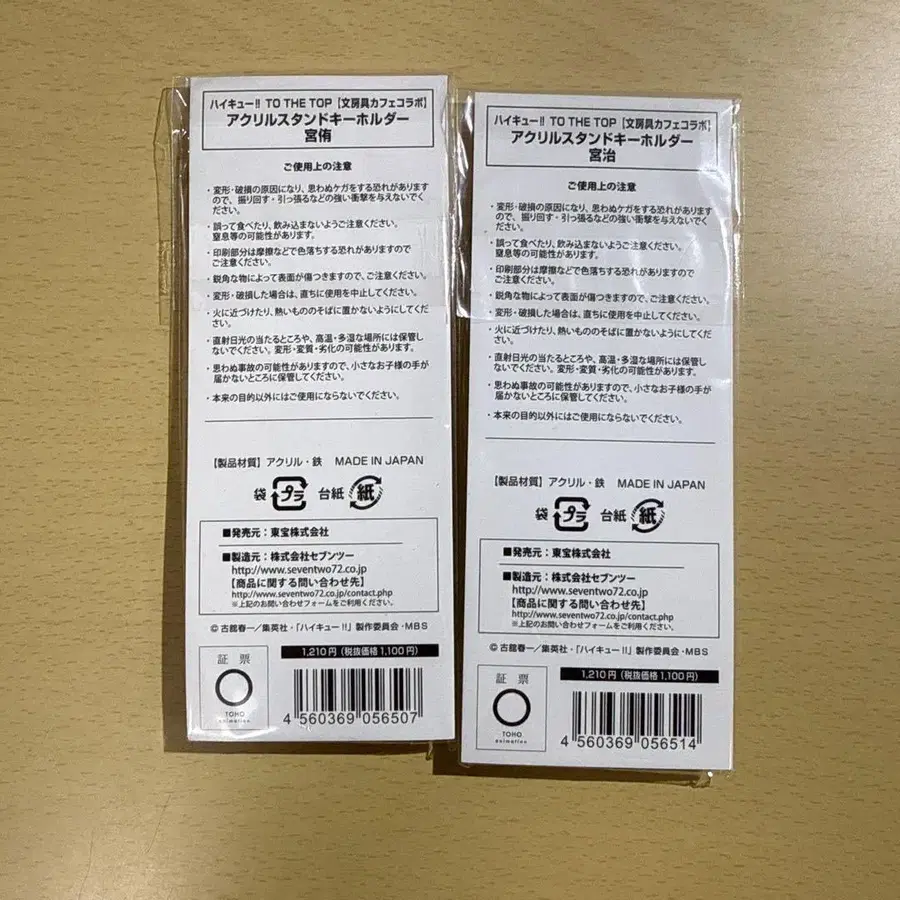 ハイキュー!! TO THE TOP【文房具カフェコラボ】
アクリルスタンドキーホルダー
宮侑
ご使用上の注意
・変形・破損の原因になり、思わぬケガをする恐れがあります
ので、振り回す・引っ張るなどの強い衝撃を与えないでく
ださい。
・誤って食べたり、飲み込まないようご注意ください。
窒息等の可能性があります。
・印刷部分は摩擦などで色落ちする恐れがありますので
ご注意ください。
・鋭角な物によって表面が傷つきますので、ご注意ください。
・変形・破損した場合は、直ちに使用を中止してください。
・火に近づけたり、熱いもののそばに置かないようにしてくだ
さい。
・直射日光の当たるところや、高温・多湿な場所には保管し
ないでください。変形・変質・劣化の可能性があります。
・思わぬ事故の可能性がありますので、小さなお子様の手が
届かないところに保管してください。
・本来の目的以外にはご使用にならないでください。
【製品材質】アクリル・鉄 MADE IN JAPAN
袋 プラ 台紙 紙
■発売元：東宝株式会社
■製造元：株式会社セブンツー
http://www.seventwo72.co.jp
【商品に関する問い合わせ先】
http://www.seventwo72.co.jp/contact.php
※上記のお問い合わせフォームをご利用ください。
©古舘春一／集英社・「ハイキュー!!」製作委員会・MBS
証票
TOHO
animation
1,210円（税抜価格 1,100円）
4 560369 056507
ハイキュー!! TO THE TOP【文房具カフェコラボ】
アクリルスタンドキーホルダー
宮治
ご使用上の注意
・変形・破損の原因になり、思わぬケガをする恐れがあります
ので、振り回す・引っ張るなどの強い衝撃を与えないでく
ださい。
・誤って食べたり、飲み込まないようご注意ください。
窒息等の可能性があります。
・印刷部分は摩擦などで色落ちする恐れがありますので
ご注意ください。
・鋭角な物によって表面が傷つきますので、ご注意ください。
・変形・破損した場合は、直ちに使用を中止してください。
・火に近づけたり、熱いもののそばに置かないようにしてくだ
さい。
・直射日光の当たるところや、高温・多湿な場所には保管し
ないでください。変形・変質・劣化の可能性があります。
・思わぬ事故の可能性がありますので、小さなお子様の手が
届かないところに保管してください。
・本来の目的以外にはご使用にならないでください。
【製品材質】アクリル・鉄 MADE IN JAPAN
袋 プラ 台紙 紙
■発売元：東宝株式会社
■製造元：株式会社セブンツー
http://www.seventwo72.co.jp
【商品に関する問い合わせ先】
http://www.seventwo72.co.jp/contact.php
※上記のお問い合わせフォームをご利用ください。
©古舘春一／集英社・「ハイキュー!!」製作委員会・MBS
証票
TOHO
animation
1,210円（税抜価格 1,100円）
4 560369 056514